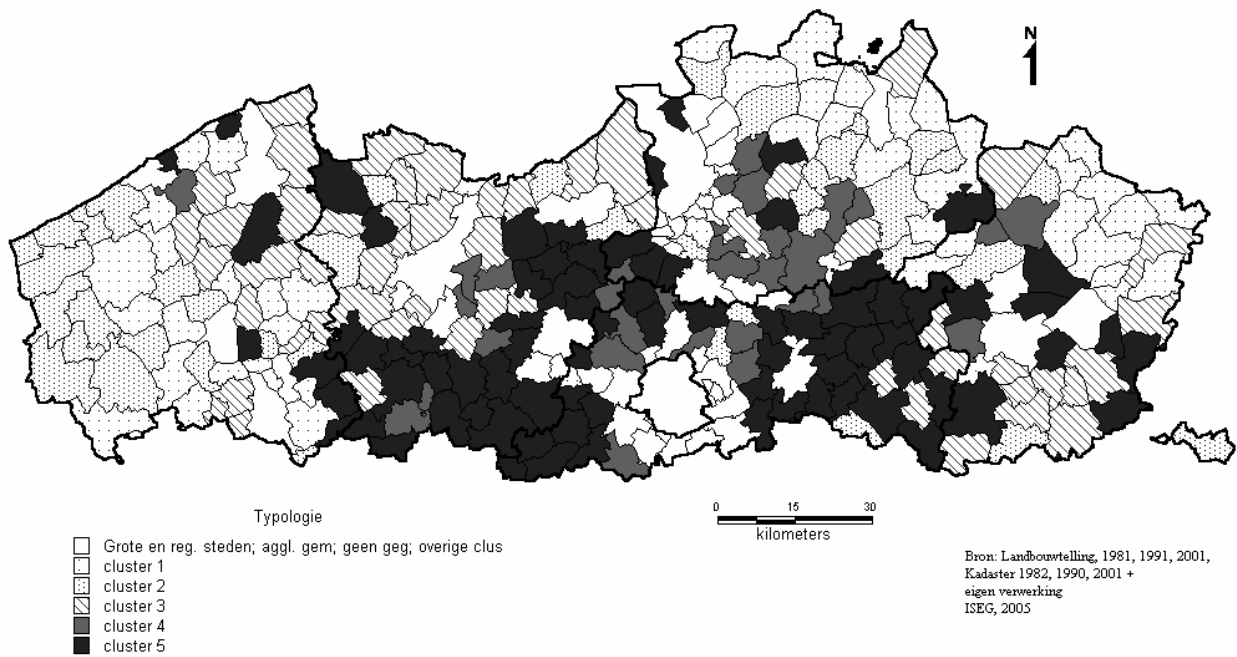 N
0 15 30
kilometers
Typologie
Grote en reg. steden; aggl. gem; geen geg; overige clus
cluster 1
cluster 2
cluster 3
cluster 4
cluster 5
Bron: Landbouwtelling, 1981, 1991, 2001,
Kadaster 1982, 1990, 2001 +
eigen verwerking
ISEG, 2005